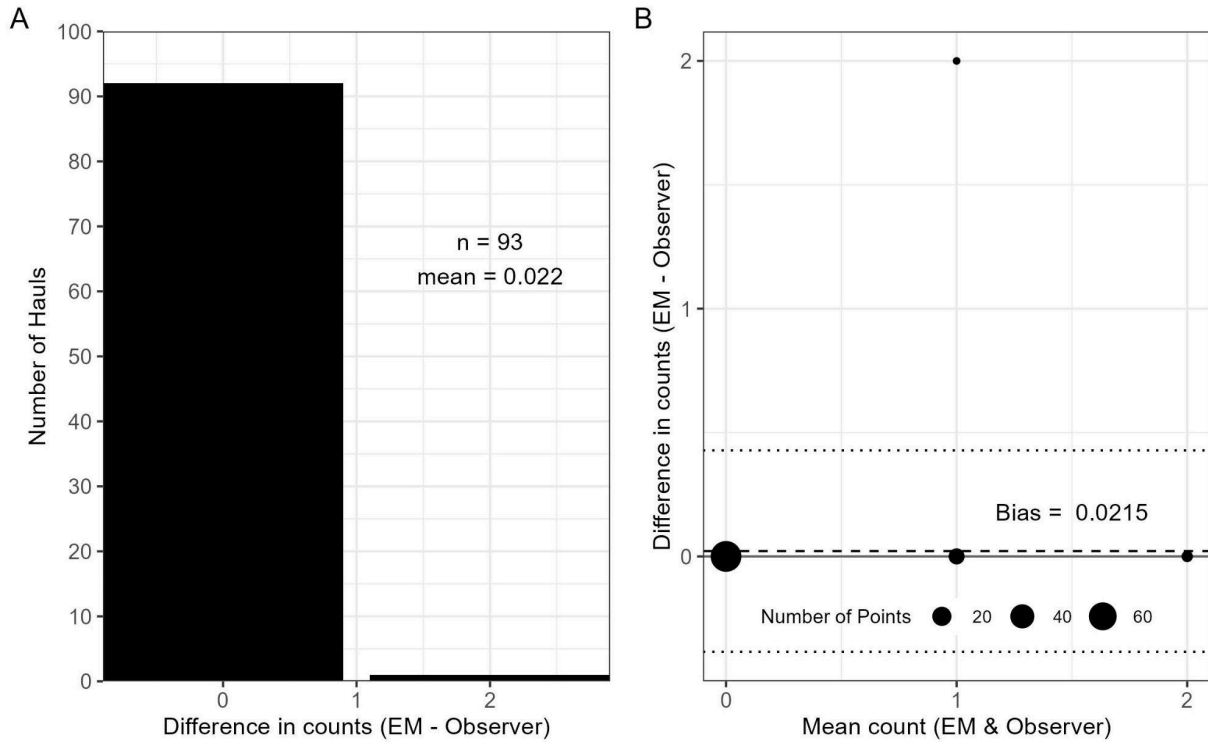 A
100
90
80
70
60
50
40
30
20
10
0
Number of Hauls
n = 93
mean = 0.022
0 1 2
Difference in counts (EM - Observer)
B
2
1
0
Difference in counts (EM - Observer)
Bias = 0.0215
Number of Points 20 40 60
0 1 2
Mean count (EM & Observer)